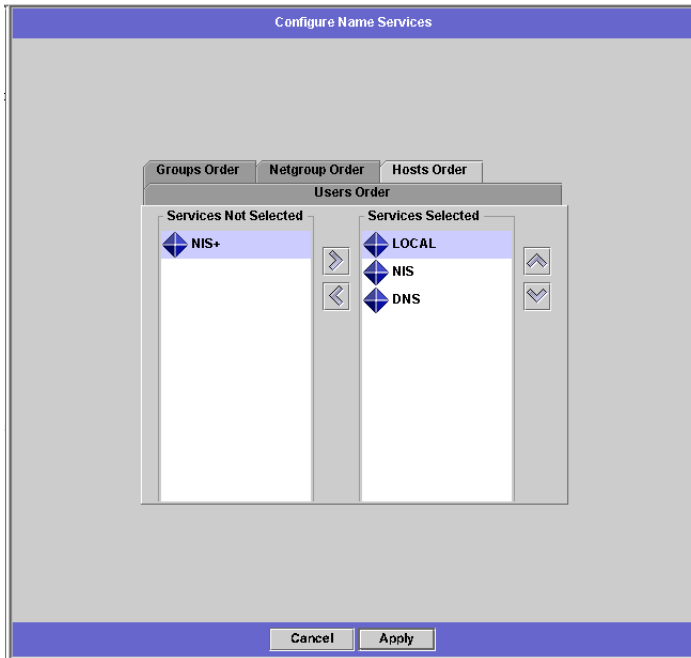 Configure Name Services
Groups Order Netgroup Order Hosts Order
Users Order
Services Not Selected Services Selected
NIS+ LOCAL
NIS
DNS
Cancel Apply